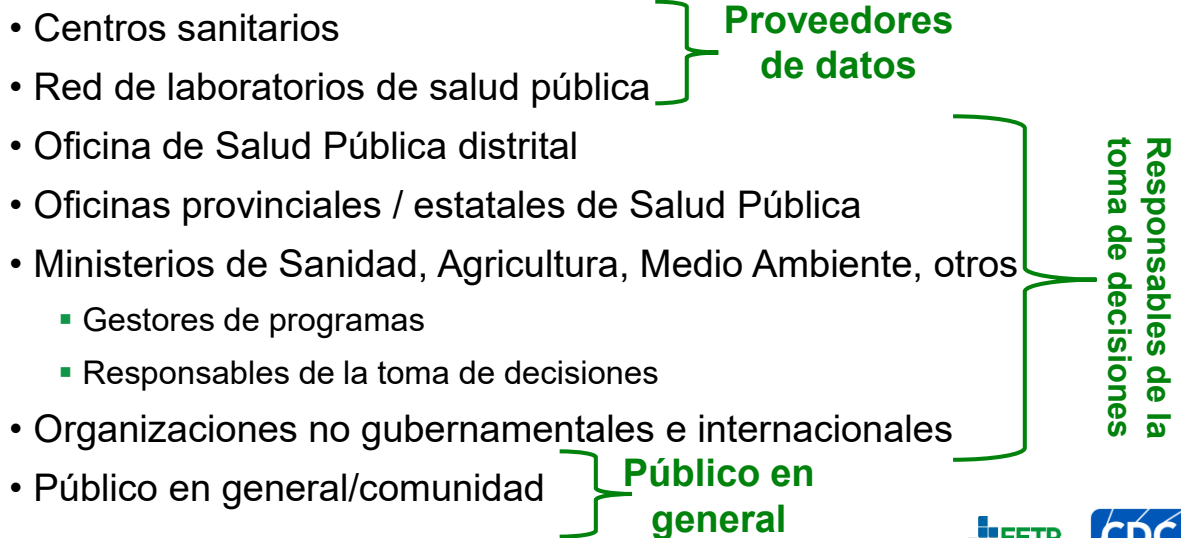 • Centros sanitarios
• Red de laboratorios de salud pública
Proveedores
de datos
• Oficina de Salud Pública distrital
• Oficinas provinciales / estatales de Salud Pública
• Ministerios de Sanidad, Agricultura, Medio Ambiente, otros
▪ Gestores de programas
▪ Responsables de la toma de decisiones
• Organizaciones no gubernamentales e internacionales
Responsables de la
toma de decisiones
• Público en general/comunidad
Público en
general
FETP
CDC